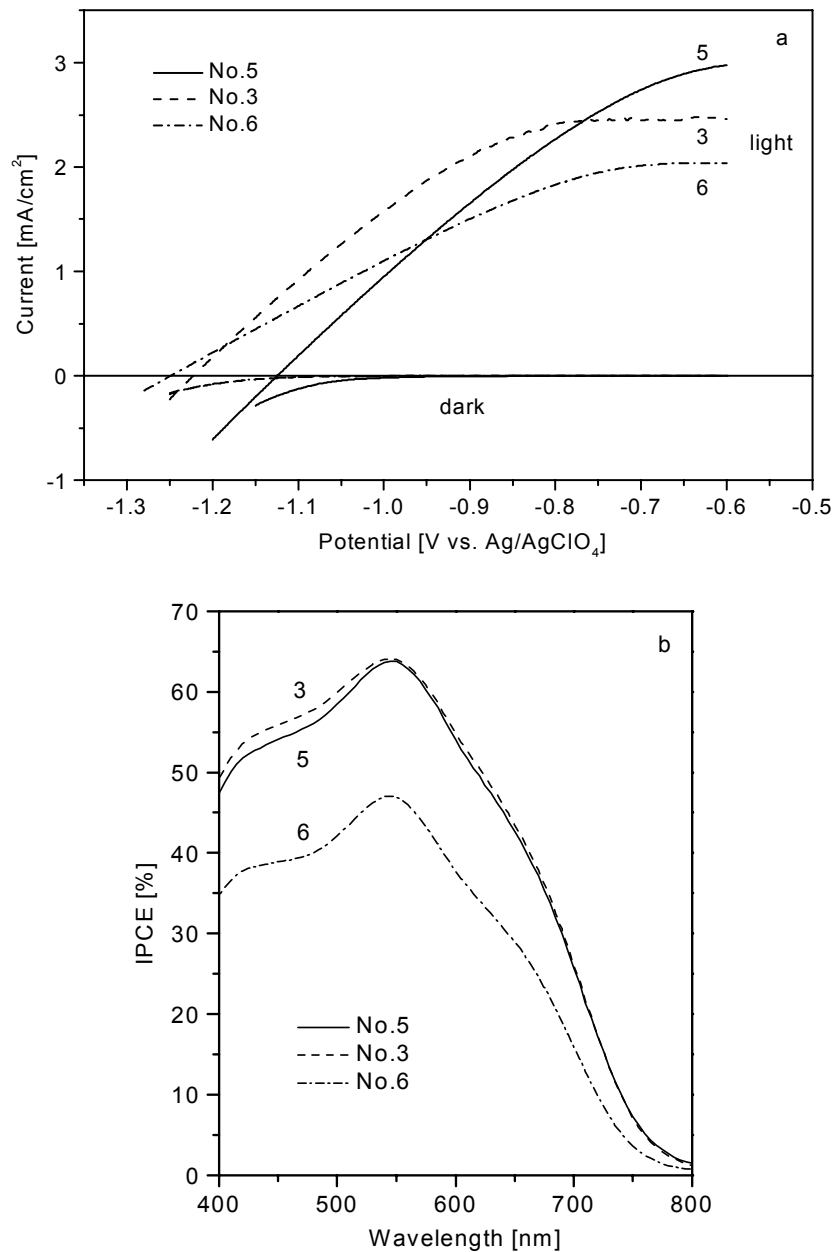 a
3
2
1
0
-1
Current [mA/cm²]
No.5
No.3
No.6
5
3
6
light
dark
-1.3 -1.2 -1.1 -1.0 -0.9 -0.8 -0.7 -0.6 -0.5
Potential [V vs. Ag/AgClO₄]
b
70
60
50
40
30
20
10
0
IPCE [%]
3
5
6
No.5
No.3
No.6
400 500 600 700 800
Wavelength [nm]